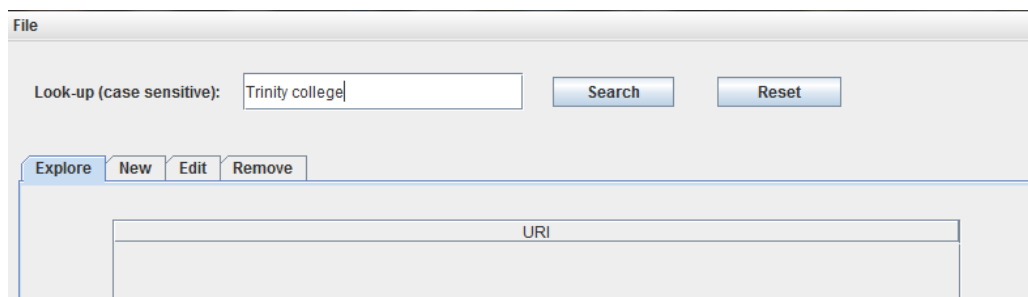 File
Look-up (case sensitive): Trinity college Search Reset
Explore New Edit Remove
URI